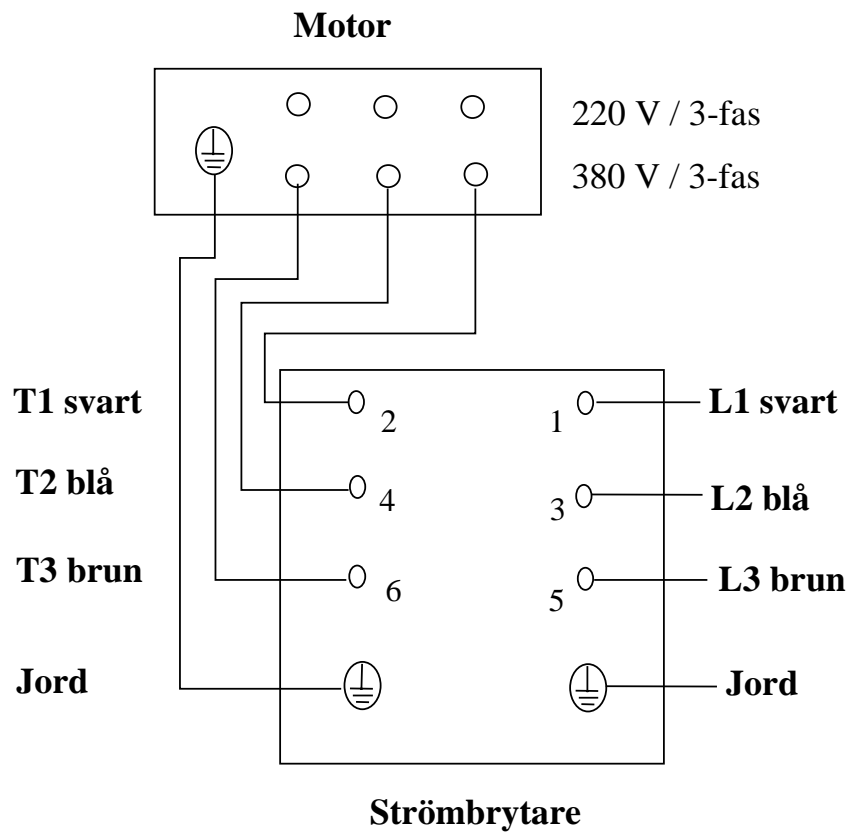 Motor
220 V / 3-fas
380 V / 3-fas
T1 svart
2
1
L1 svart
T2 blå
4
3
L2 blå
T3 brun
6
5
L3 brun
Jord
Jord
Strömbrytare